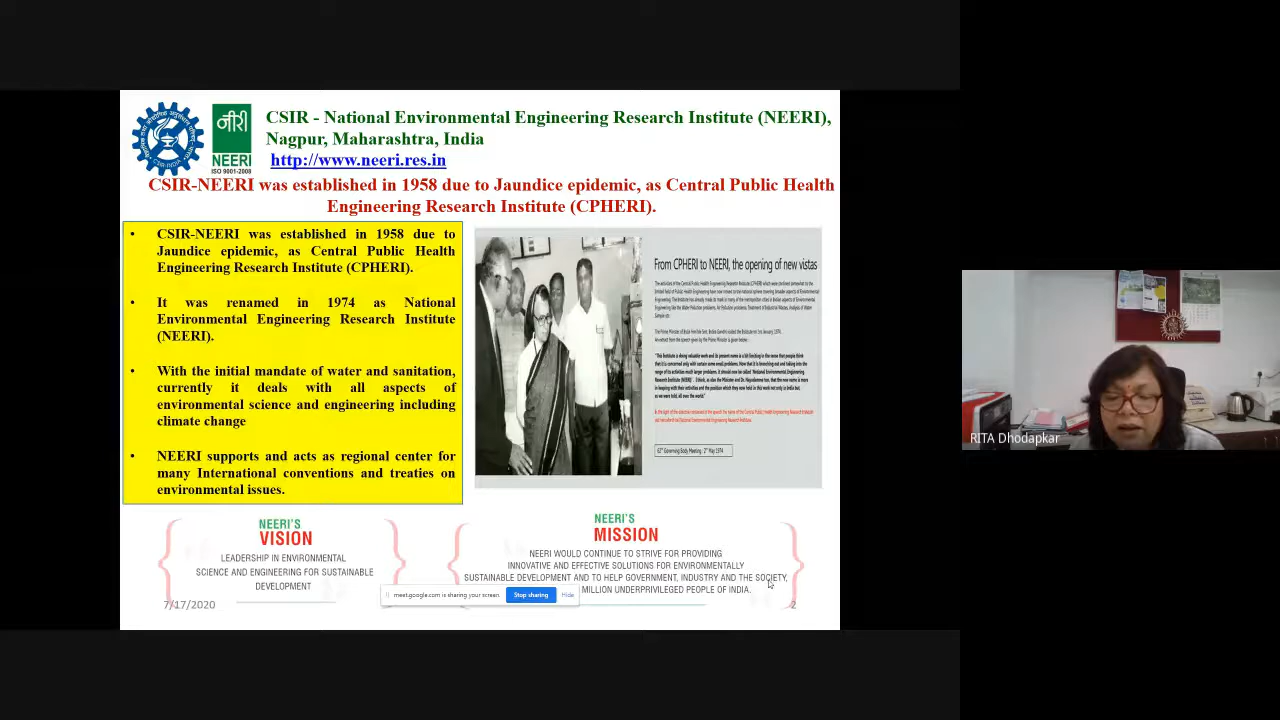 CSIR - National Environmental Engineering Research Institute (NEERI),
Nagpur, Maharashtra, India
http://www.neeri.res.in
नीरी
NEERI
ISO 9001-2008
CSIR-NEERI was established in 1958 due to Jaundice epidemic, as Central Public Health
Engineering Research Institute (CPHERI).
• CSIR-NEERI was established in 1958 due to
Jaundice epidemic, as Central Public Health
Engineering Research Institute (CPHERI).
• It was renamed in 1974 as National
Environmental Engineering Research Institute
(NEERI).
• With the initial mandate of water and sanitation,
currently it deals with all aspects of
environmental science and engineering including
climate change
• NEERI supports and acts as regional center for
many International conventions and treaties on
environmental issues.
From CPHERI to NEERI, the opening of new vistas
62nd Governing Body Meeting: 2nd May 1974
NEERI'S
VISION
LEADERSHIP IN ENVIRONMENTAL
SCIENCE AND ENGINEERING FOR SUSTAINABLE
DEVELOPMENT
NEERI'S
MISSION
NEERI WOULD CONTINUE TO STRIVE FOR PROVIDING
INNOVATIVE AND EFFECTIVE SOLUTIONS FOR ENVIRONMENTALLY
SUSTAINABLE DEVELOPMENT AND TO HELP GOVERNMENT, INDUSTRY AND THE SOCIETY,
MILLION UNDERPRIVILEGED PEOPLE OF INDIA.
meet.google.com is sharing your screen.
Stop sharing
Hide
7/17/2020
2
RITA Dhodapkar